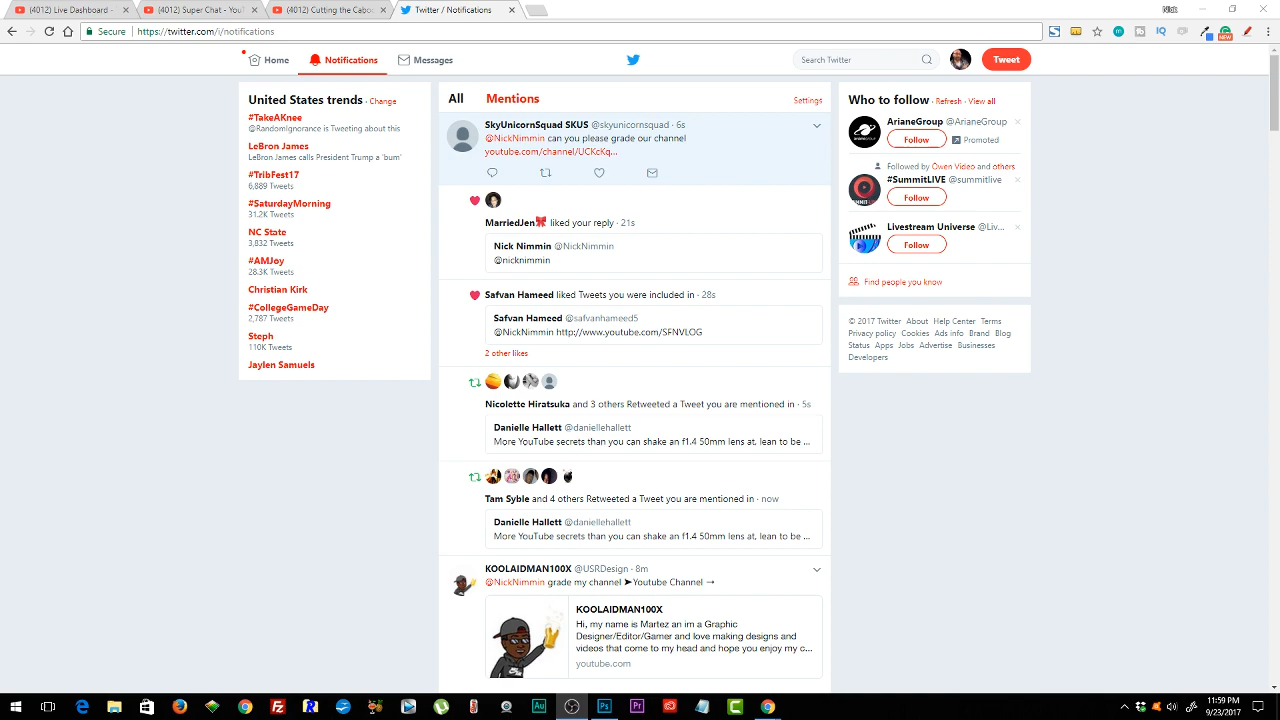 (4012) Live Dashboard -
(4012) Super Chat - YouT
(4012) Cutting the Cabo
Twitter / Notifications
Nick
Secure
https://twitter.com/i/notifications
NEW
Home
Notifications
Messages
Search Twitter
Tweet
United States trends · Change
#TakeAKnee
@RandomIgnorance is Tweeting about this
LeBron James
LeBron James calls President Trump a 'bum'
#TribFest17
6,889 Tweets
#SaturdayMorning
31.2K Tweets
NC State
3,832 Tweets
#AMJoy
28.3K Tweets
Christian Kirk
#CollegeGameDay
2,787 Tweets
Steph
110K Tweets
Jaylen Samuels
All Mentions Settings
SkyUnicornSquad SKUS @skyunicornsquad · 6s
@NickNimmin can you please grade our channel
youtube.com/channel/UCKcKq...
MarriedJen liked your reply · 21s
Nick Nimmin @NickNimmin
@nicknimmin
Safvan Hameed liked Tweets you were included in · 28s
Safvan Hameed @safvanhameed5
@NickNimmin http://www.youtube.com/SFNVLOG
2 other likes
Nicolette Hiratsuka and 3 others Retweeted a Tweet you are mentioned in · 5s
Danielle Hallett @daniellehallett
More YouTube secrets than you can shake an f1.4 50mm lens at, lean to be ...
Tam Syble and 4 others Retweeted a Tweet you are mentioned in · now
Danielle Hallett @daniellehallett
More YouTube secrets than you can shake an f1.4 50mm lens at, lean to be ...
KOOLAIDMAN100X @USRDesign · 8m
@NickNimmin grade my channel ➤Youtube Channel →
KOOLAIDMAN100X
Hi, my name is Martez an im a Graphic
Designer/Editor/Gamer and love making designs and
videos that come to my head and hope you enjoy my c...
youtube.com
Who to follow · Refresh · View all
ArianeGroup @ArianeGroup
Follow
Promoted
Followed by Owen Video and others
#SummitLIVE @summitlive
Follow
Livestream Universe @Liv...
Follow
Find people you know
© 2017 Twitter About Help Center Terms
Privacy policy Cookies Ads info Brand Blog
Status Apps Jobs Advertise Businesses
Developers
Au
Ps
Pr
11:59 PM
9/23/2017